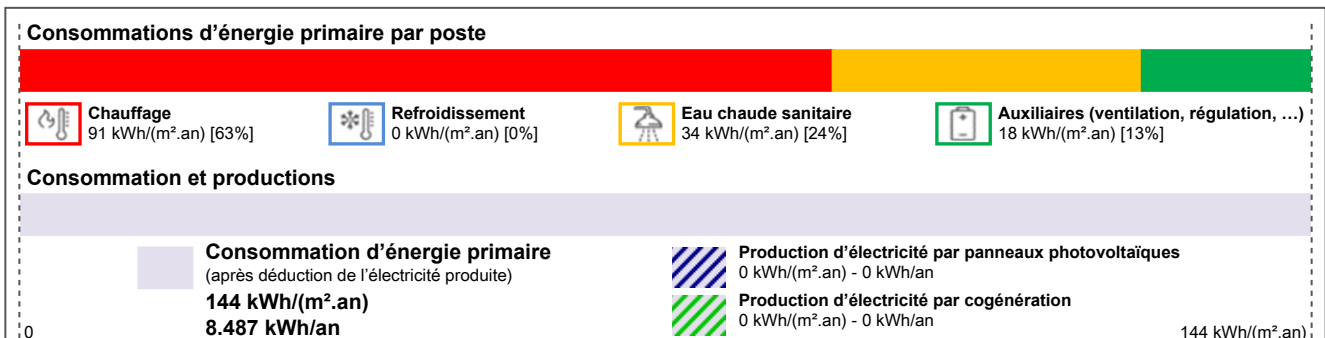 Consommations d’énergie primaire par poste
Chauffage
91 kWh/(m².an) [63%]
Refroidissement
0 kWh/(m².an) [0%]
Eau chaude sanitaire
34 kWh/(m².an) [24%]
Auxiliaires (ventilation, régulation, …)
18 kWh/(m².an) [13%]
Consommation et productions
Consommation d’énergie primaire
(après déduction de l’électricité produite)
144 kWh/(m².an)
8.487 kWh/an
Production d’électricité par panneaux photovoltaïques
0 kWh/(m².an) - 0 kWh/an
Production d’électricité par cogénération
0 kWh/(m².an) - 0 kWh/an
0
144 kWh/(m².an)